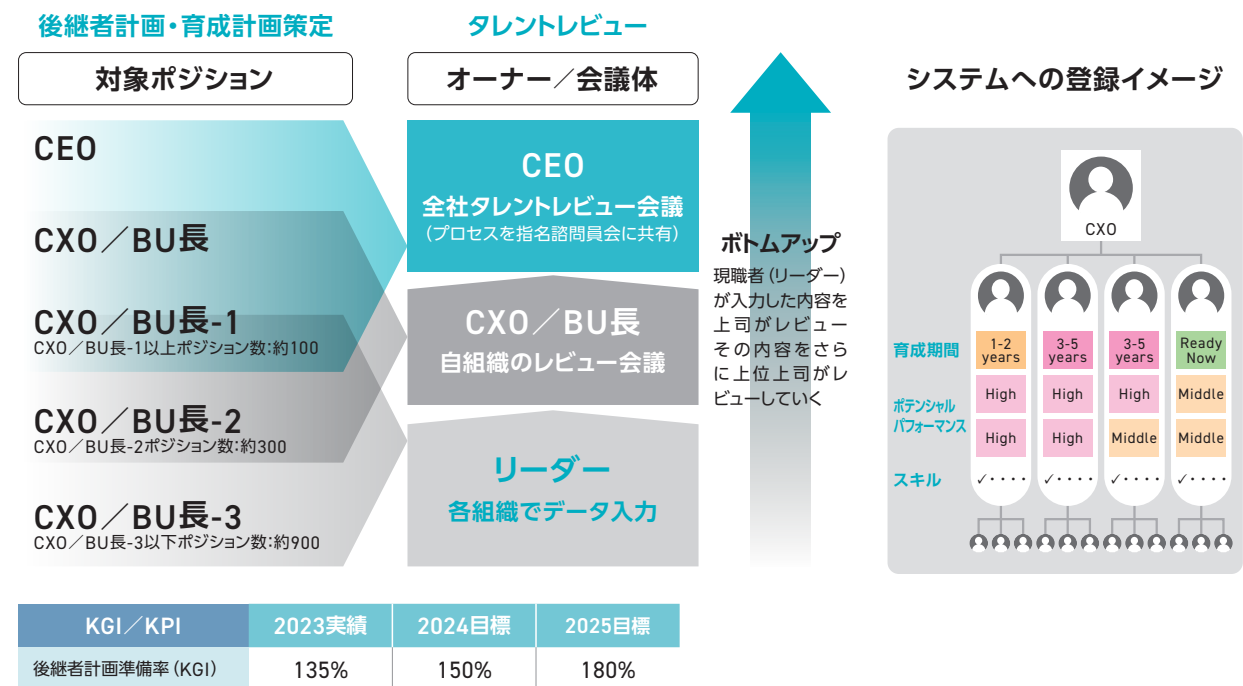 後継者計画・育成計画策定
対象ポジション
CEO
CXO／BU長
CXO／BU長-1
CXO／BU長-1以上ポジション数:約100
CXO／BU長-2
CXO／BU長-2ポジション数:約300
CXO／BU長-3
CXO／BU長-3以下ポジション数:約900
タレントレビュー
オーナー／会議体
CEO
全社タレントレビュー会議
(プロセスを指名諮問員会に共有)
CXO／BU長
自組織のレビュー会議
リーダー
各組織でデータ入力
ボトムアップ
現職者(リーダー)
が入力した内容を
上司がレビュー
その内容をさら
に上位上司がレ
ビューしていく
システムへの登録イメージ
CXO
育成期間
1-2 years
3-5 years
3-5 years
Ready Now
ポテンシャル
パフォーマンス
High
High
High
Middle
High
High
Middle
Middle
スキル
✓････
✓････
✓････
✓････
KGI／KPI 2023実績 2024目標 2025目標
後継者計画準備率(KGI) 135% 150% 180%